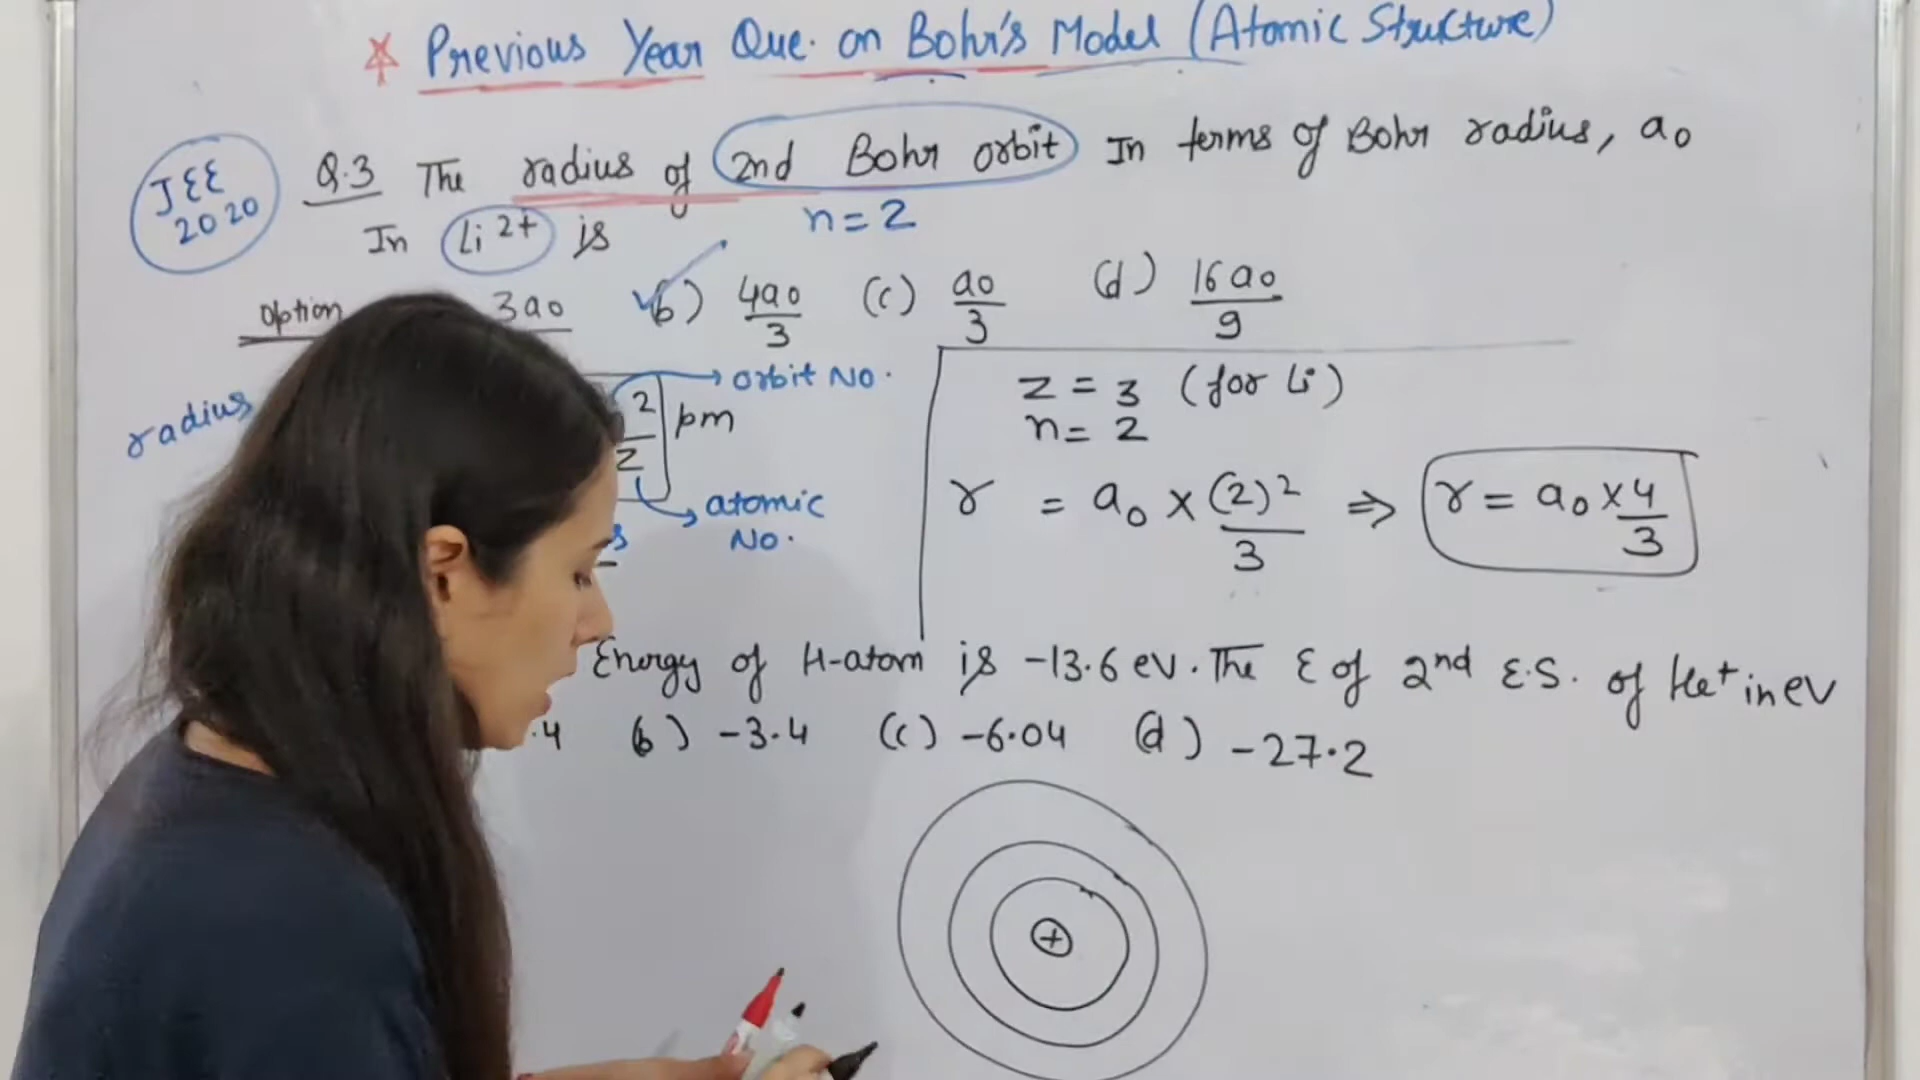 * Previous Year Que. on Bohr's Model (Atomic Structure)
JEE 2020
Q.3 The radius of 2nd Bohr orbit In terms of Bohr radius, a₀
In Li²⁺ is
n = 2
Option 3a₀ b) 4a₀/3 (c) a₀/3 (d) 16a₀/9
radius ²/Z pm
→ orbit No.
→ atomic No.
Z = 3 (for Li)
n = 2
r = a₀ × (2)²/3 ⇒ r = a₀ × 4/3
Energy of H-atom is -13.6 ev. The E of 2nd E.S. of He⁺ in ev
.4 (b) -3.4 (c) -6.04 (d) -27.2
+